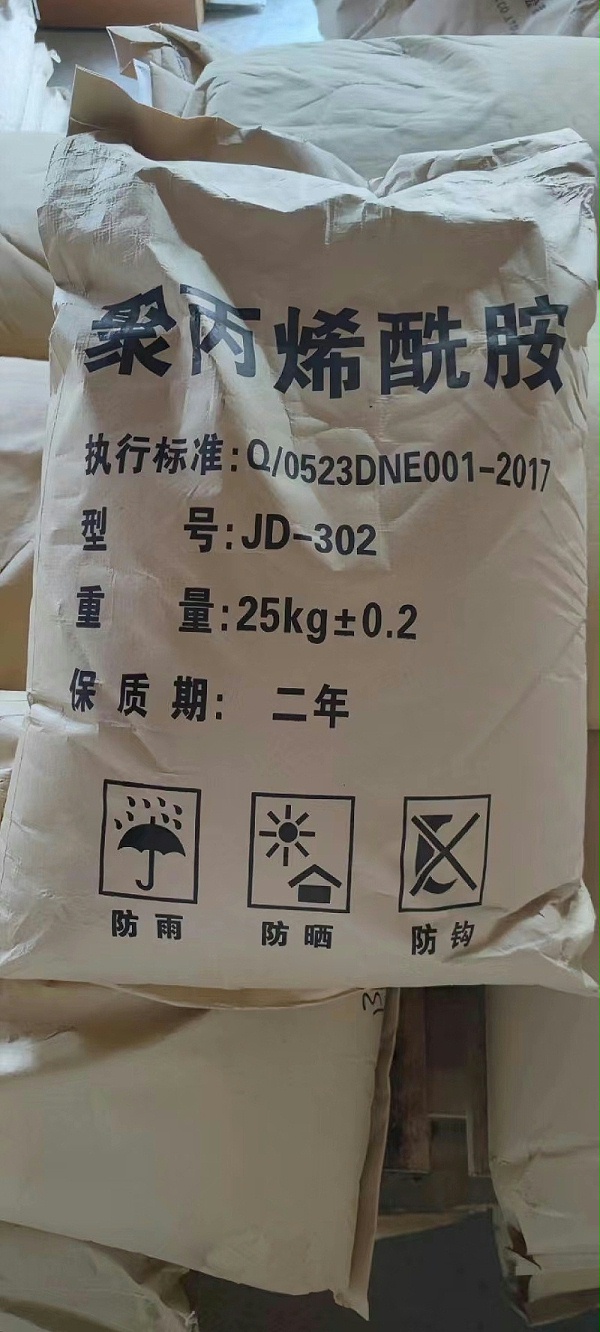 聚丙烯酰胺
执行标准:Q/0523DNE001-2017
型 号:JD-302
重 量:25kg±0.2
保质期: 二年
防雨 防晒 防钩